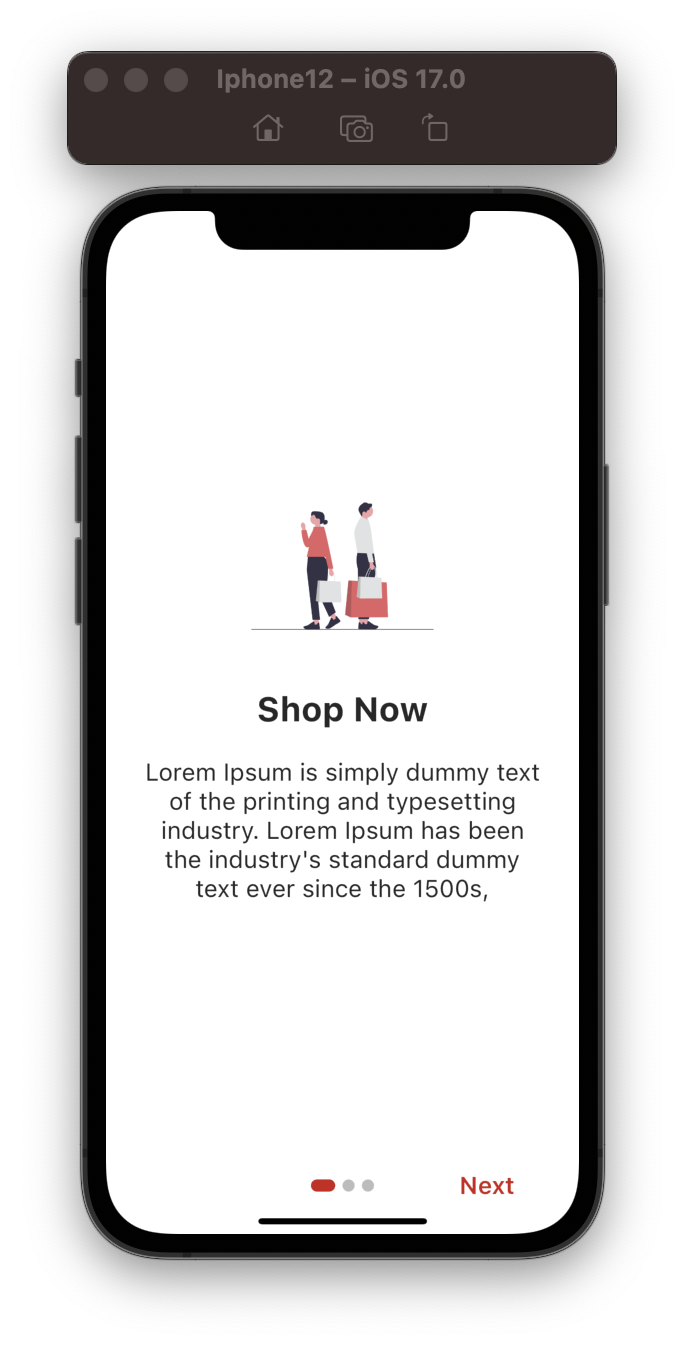 Iphone12 – iOS 17.0
Shop Now
Lorem Ipsum is simply dummy text
of the printing and typesetting
industry. Lorem Ipsum has been
the industry's standard dummy
text ever since the 1500s,
Next